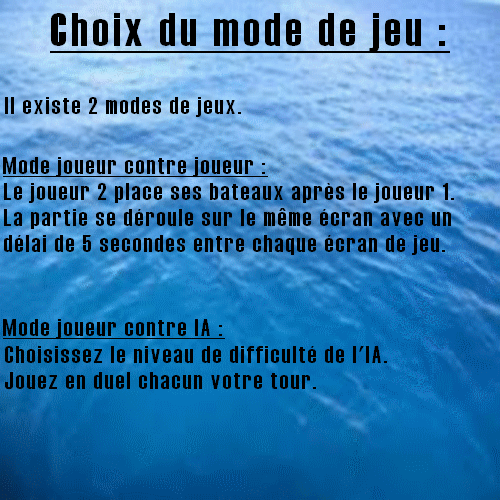 Choix du mode de jeu :
Il existe 2 modes de jeux.
Mode joueur contre joueur :
Le joueur 2 place ses bateaux après le joueur 1.
La partie se déroule sur le même écran avec un
délai de 5 secondes entre chaque écran de jeu.
Mode joueur contre IA :
Choisissez le niveau de difficulté de l'IA.
Jouez en duel chacun votre tour.